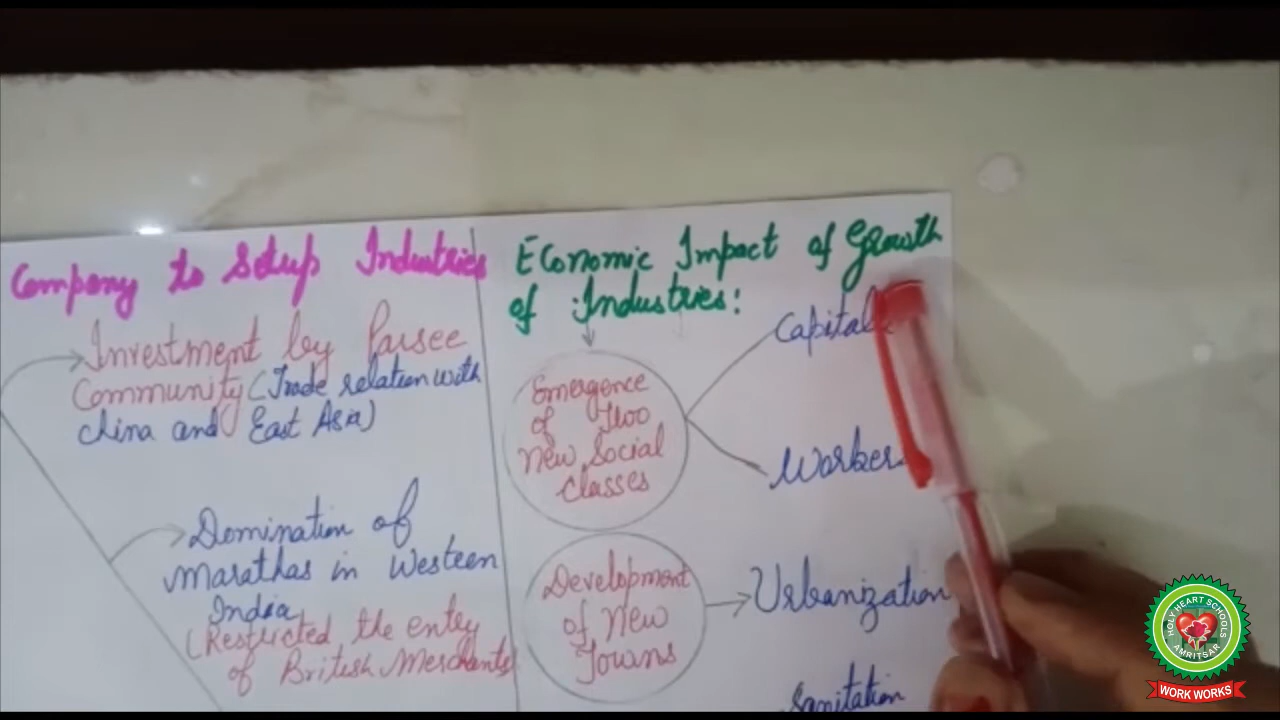 Company to Setup Industries
Investment by Parsee
Community (Trade relation with
China and East Asia)
Domination of
Marathas in Western
India
(Restricted the entry
of British Merchants)
Economic Impact of Growth
of Industries:
Emergence
of Two
New Social
Classes
Capital
Worker
Development
of New
Towns
Urbanization
Sanitation
HOLY HEART SCHOOLS
AMRITSAR
WORK WORKS